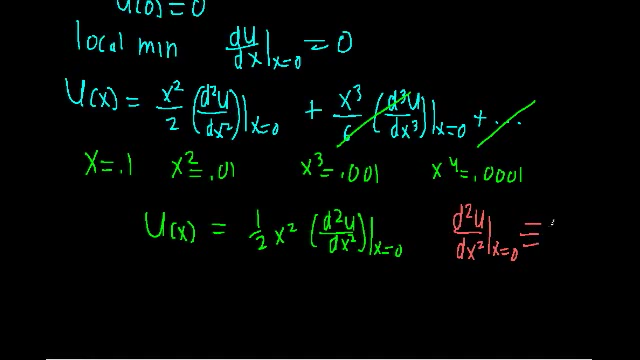 U(0) = 0
local min dU/dx|x=0 = 0
U(x) = x²/2 (d²U/dx²)|x=0 + x³/6 (d³U/dx³)|x=0 + ...
x = .1 x² = .01 x³ = .001 x⁴ = .0001
U(x) = 1/2 x² (d²U/dx²)|x=0 d²U/dx²|x=0 ≡